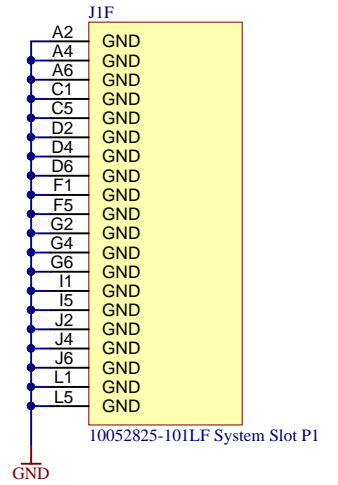 J1F
A2 GND
A4 GND
A6 GND
C1 GND
C5 GND
D2 GND
D4 GND
D6 GND
F1 GND
F5 GND
G2 GND
G4 GND
G6 GND
I1 GND
I5 GND
J2 GND
J4 GND
J6 GND
L1 GND
L5 GND
10052825-101LF System Slot P1
GND